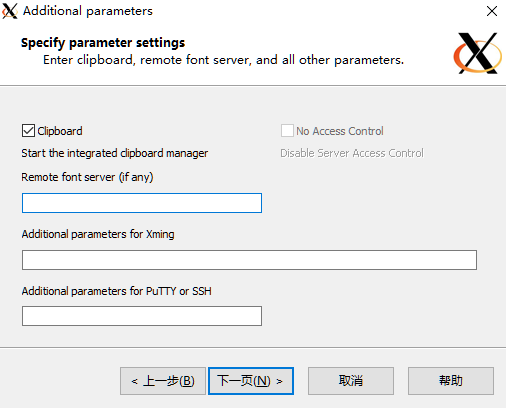 Additional parameters
Specify parameter settings
Enter clipboard, remote font server, and all other parameters.
Clipboard
No Access Control
Start the integrated clipboard manager
Disable Server Access Control
Remote font server (if any)
Additional parameters for Xming
Additional parameters for PuTTY or SSH
< 上一步(B)
下一页(N) >
取消
帮助